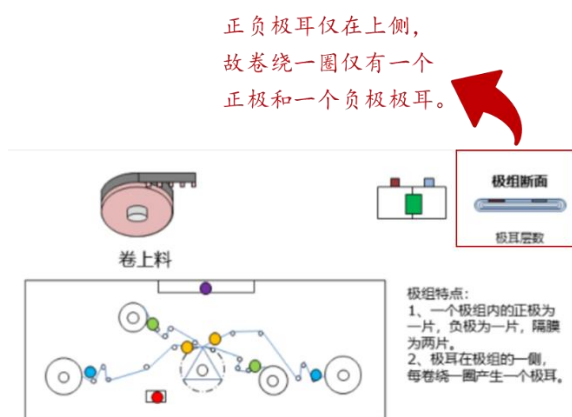 正负极耳仅在上侧，
故卷绕一圈仅有一个
正极和一个负极极耳。
极组断面
极耳层数
卷上料
极组特点：
1、一个极组内的正极为
一片，负极为一片，隔膜
为两片。
2、极耳在极组的一侧，
每卷绕一圈产生一个极耳。